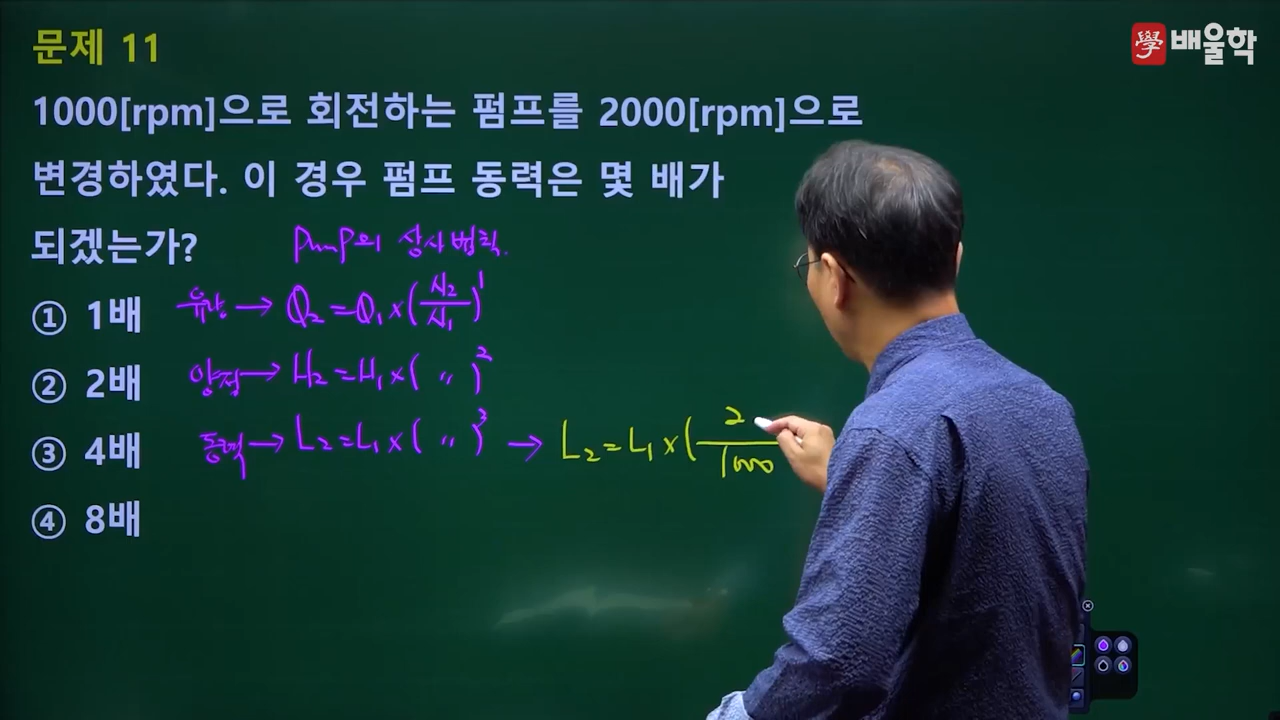 문제 11
學 배울학
1000[rpm]으로 회전하는 펌프를 2000[rpm]으로
변경하였다. 이 경우 펌프 동력은 몇 배가
되겠는가?
Pump의 상사법칙.
① 1배
유량 → Q₂=Q₁×(N₂/N₁)¹
② 2배
양정 → H₂=H₁×( 〃 )²
③ 4배
동력 → L₂=L₁×( 〃 )³ → L₂=L₁×(2/1000
④ 8배